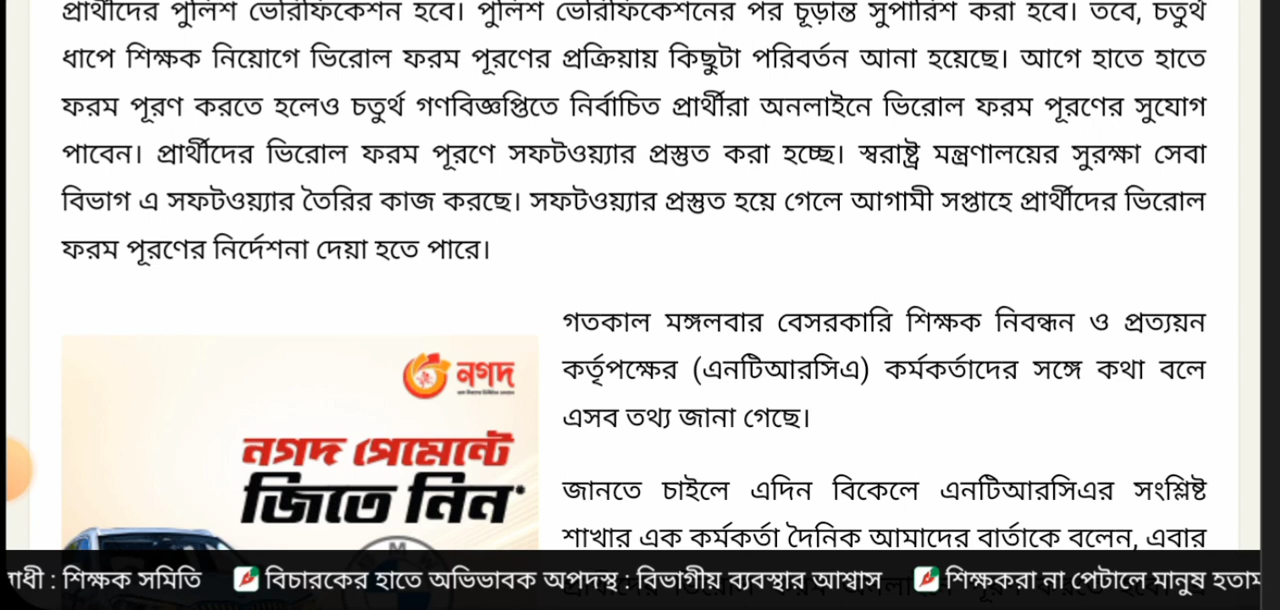 প্রার্থীদের পুলিশ ভেরিফিকেশন হবে। পুলিশ ভেরিফিকেশনের পর চূড়ান্ত সুপারিশ করা হবে। তবে, চতুর্থ
ধাপে শিক্ষক নিয়োগে ভিরোল ফরম পূরণের প্রক্রিয়ায় কিছুটা পরিবর্তন আনা হয়েছে। আগে হাতে হাতে
ফরম পূরণ করতে হলেও চতুর্থ গণবিজ্ঞপ্তিতে নির্বাচিত প্রার্থীরা অনলাইনে ভিরোল ফরম পূরণের সুযোগ
পাবেন। প্রার্থীদের ভিরোল ফরম পূরণে সফটওয়্যার প্রস্তুত করা হচ্ছে। স্বরাষ্ট্র মন্ত্রণালয়ের সুরক্ষা সেবা
বিভাগ এ সফটওয়্যার তৈরির কাজ করছে। সফটওয়্যার প্রস্তুত হয়ে গেলে আগামী সপ্তাহে প্রার্থীদের ভিরোল
ফরম পূরণের নির্দেশনা দেয়া হতে পারে।
গতকাল মঙ্গলবার বেসরকারি শিক্ষক নিবন্ধন ও প্রত্যয়ন
কর্তৃপক্ষের (এনটিআরসিএ) কর্মকর্তাদের সঙ্গে কথা বলে
এসব তথ্য জানা গেছে।
জানতে চাইলে এদিন বিকেলে এনটিআরসিএর সংশ্লিষ্ট
শাখার এক কর্মকর্তা দৈনিক আমাদের বার্তাকে বলেন, এবার
নগদ
নগদ পেমেন্টে
জিতে নিন*
: শিক্ষক সমিতি বিচারকের হাতে অভিভাবক অপদস্থ : বিভাগীয় ব্যবস্থার আশ্বাস শিক্ষকরা না পেটালে মানুষ